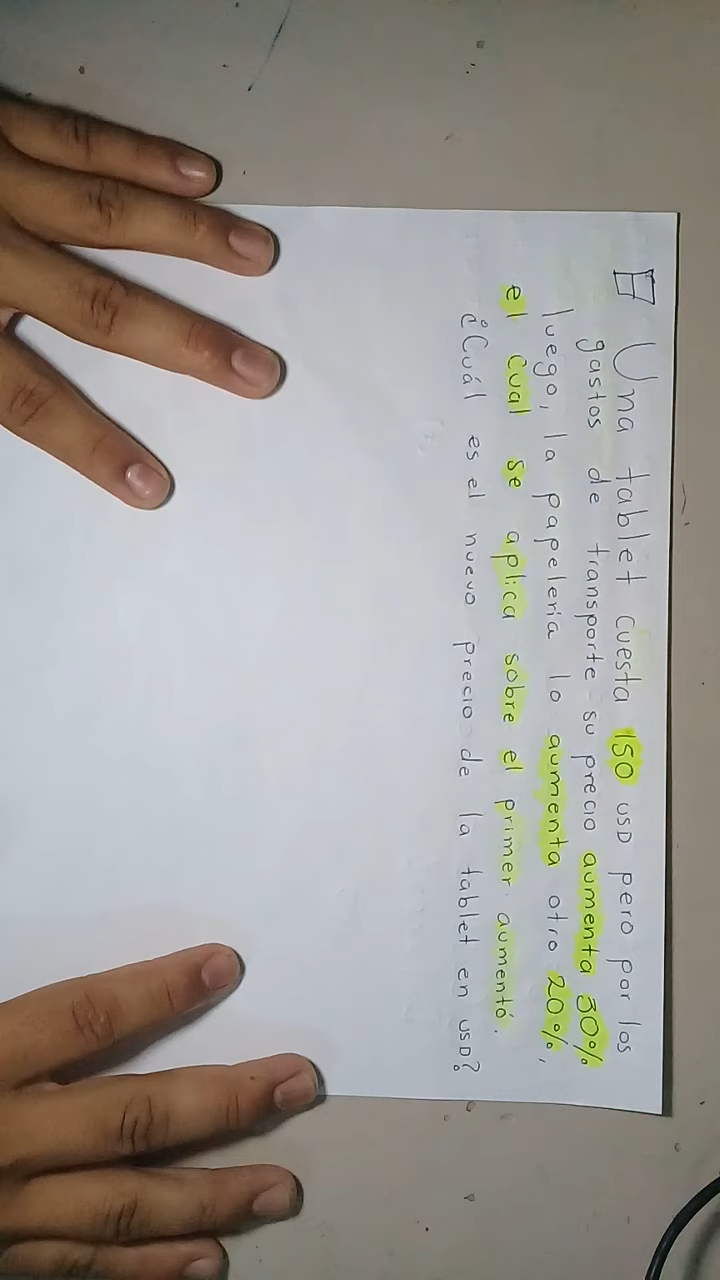 Una tablet cuesta 150 USD pero por los
gastos de transporte su precio aumenta 30%
luego, la papelería lo aumenta otro 20%,
el cual se aplica sobre el primer aumentó.
¿Cuál es el nuevo precio de la tablet en USD?